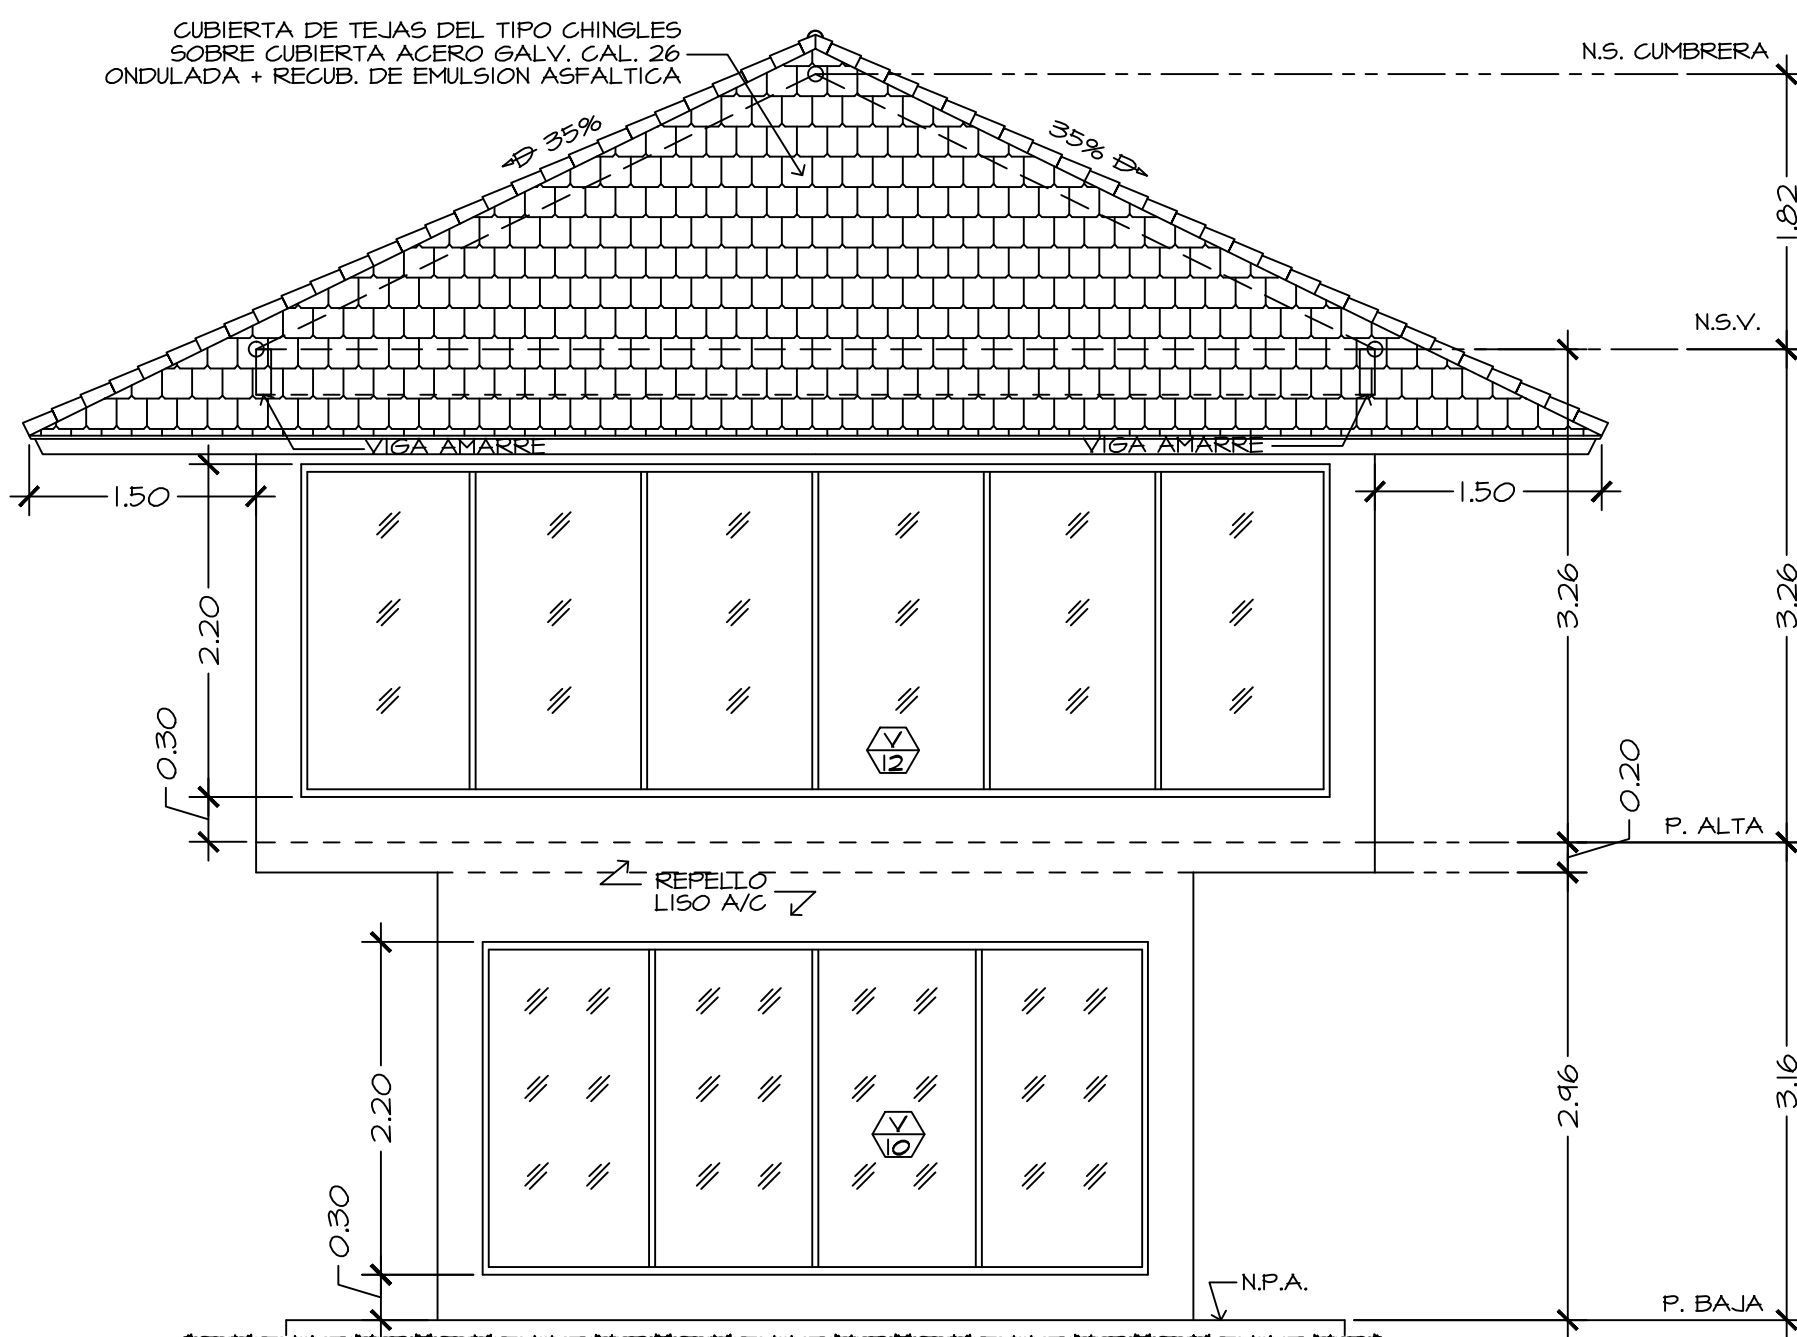 CUBIERTA DE TEJAS DEL TIPO CHINGLES
SOBRE CUBIERTA ACERO GALV. CAL. 26
ONDULADA + RECUB. DE EMULSION ASFALTICA
N.S. CUMBRERA
P 35%
35% P
1.82
N.S.V.
VIGA AMARRE
VIGA AMARRE
1.50
1.50
2.20
3.26
3.26
0.30
V
12
0.20
P. ALTA
REPELLO
LISO A/C
2.20
2.96
3.16
V
10
0.30
N.P.A.
P. BAJA